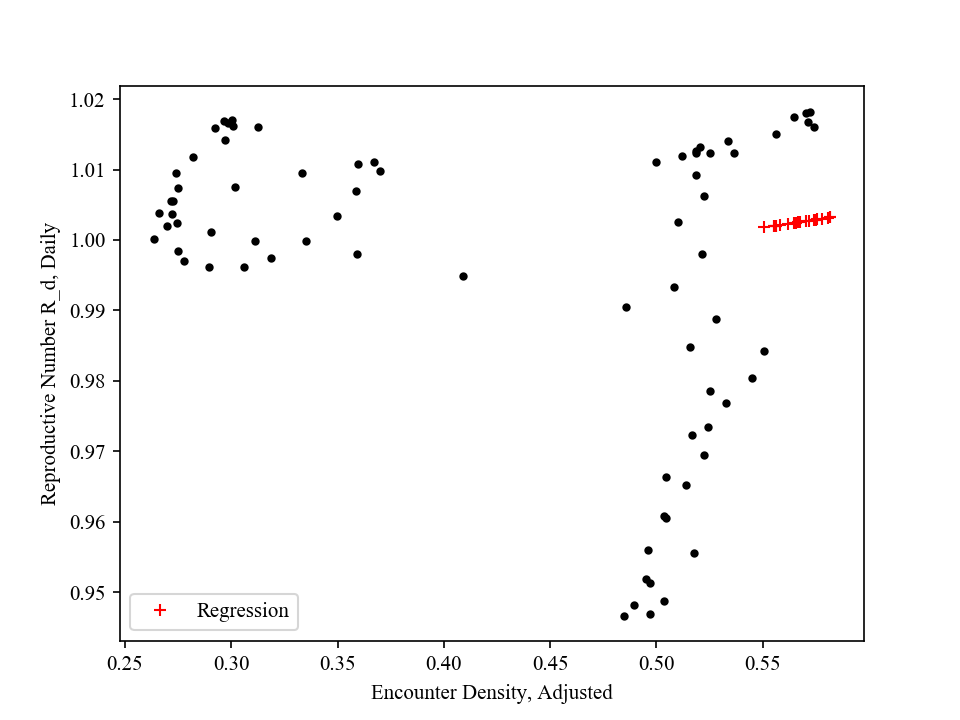 1.02
1.01
1.00
0.99
0.98
0.97
0.96
0.95
Reproductive Number R_d, Daily
Regression
0.25 0.30 0.35 0.40 0.45 0.50 0.55
Encounter Density, Adjusted